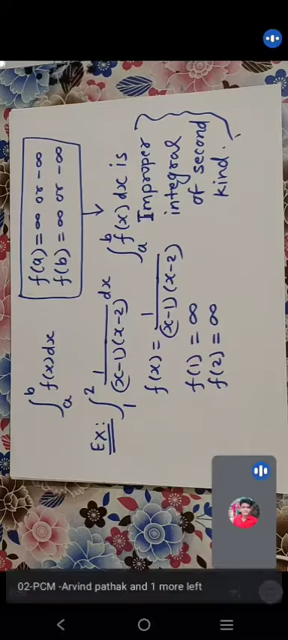 ∫ₐᵇ f(x)dx
f(a) = ∞ or -∞
f(b) = ∞ or -∞
∫ₐᵇ f(x)dx is
Improper
integral
of second
kind.
Ex: ∫₁² 1/((x-1)(x-2)) dx
f(x) = 1/((x-1)(x-2))
f(1) = ∞
f(2) = ∞
02-PCM -Arvind pathak and 1 more left